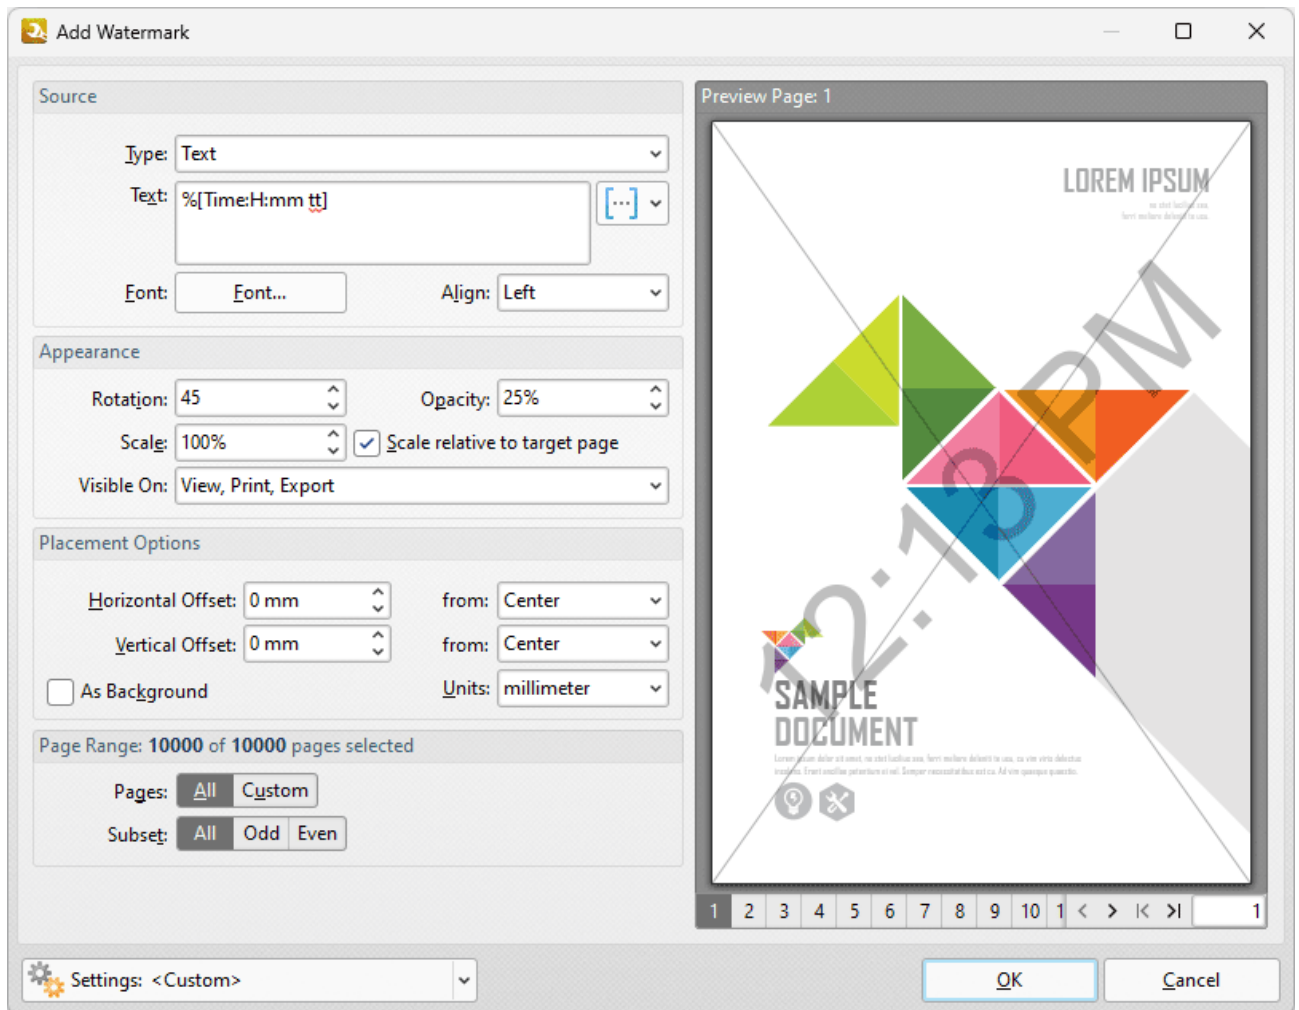 Add Watermark
Source
Type: Text
Text: %[Time:H:mm tt]
[...]
Font: Font... Align: Left
Appearance
Rotation: 45 Opacity: 25%
Scale: 100% Scale relative to target page
Visible On: View, Print, Export
Placement Options
Horizontal Offset: 0 mm from: Center
Vertical Offset: 0 mm from: Center
As Background Units: millimeter
Page Range: 10000 of 10000 pages selected
Pages: All Custom
Subset: All Odd Even
Preview Page: 1
LOREM IPSUM
12:13 PM
SAMPLE
DOCUMENT
1 2 3 4 5 6 7 8 9 10 1 1
Settings: <Custom> OK Cancel